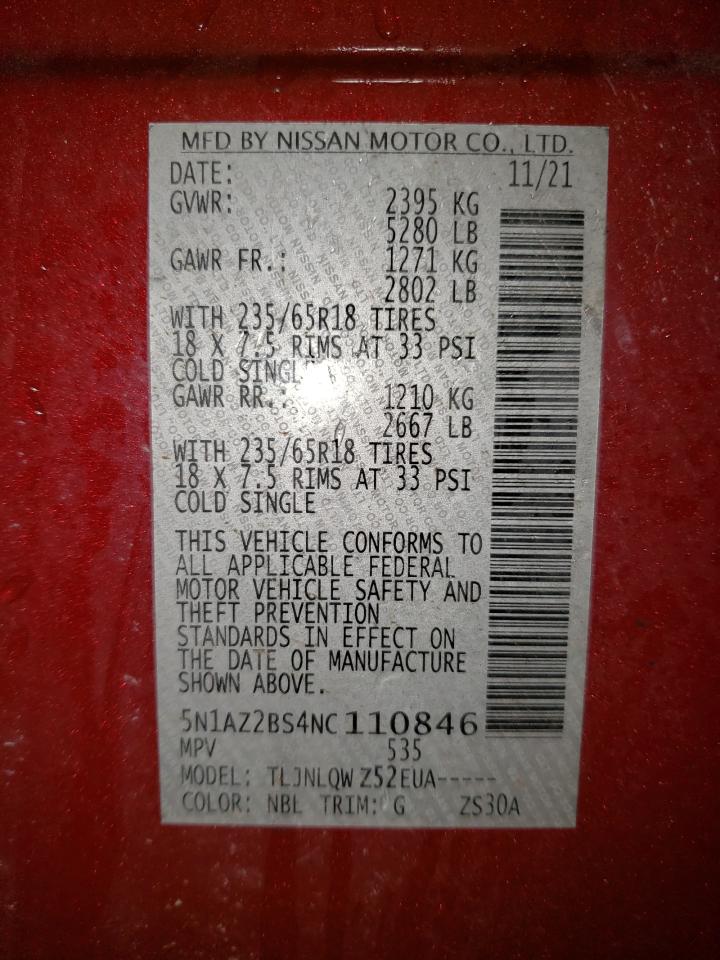 MFD BY NISSAN MOTOR CO., LTD.
DATE: 11/21
GVWR: 2395 KG
5280 LB
GAWR FR.: 1271 KG
2802 LB
WITH 235/65R18 TIRES
18 X 7.5 RIMS AT 33 PSI
COLD SINGLE
GAWR RR.: 1210 KG
2667 LB
WITH 235/65R18 TIRES
18 X 7.5 RIMS AT 33 PSI
COLD SINGLE
THIS VEHICLE CONFORMS TO
ALL APPLICABLE FEDERAL
MOTOR VEHICLE SAFETY AND
THEFT PREVENTION
STANDARDS IN EFFECT ON
THE DATE OF MANUFACTURE
SHOWN ABOVE.
5N1AZ2BS4NC110846
MPV 535
MODEL: TLJNLQW Z52EUA-----
COLOR: NBL TRIM: G ZS30A